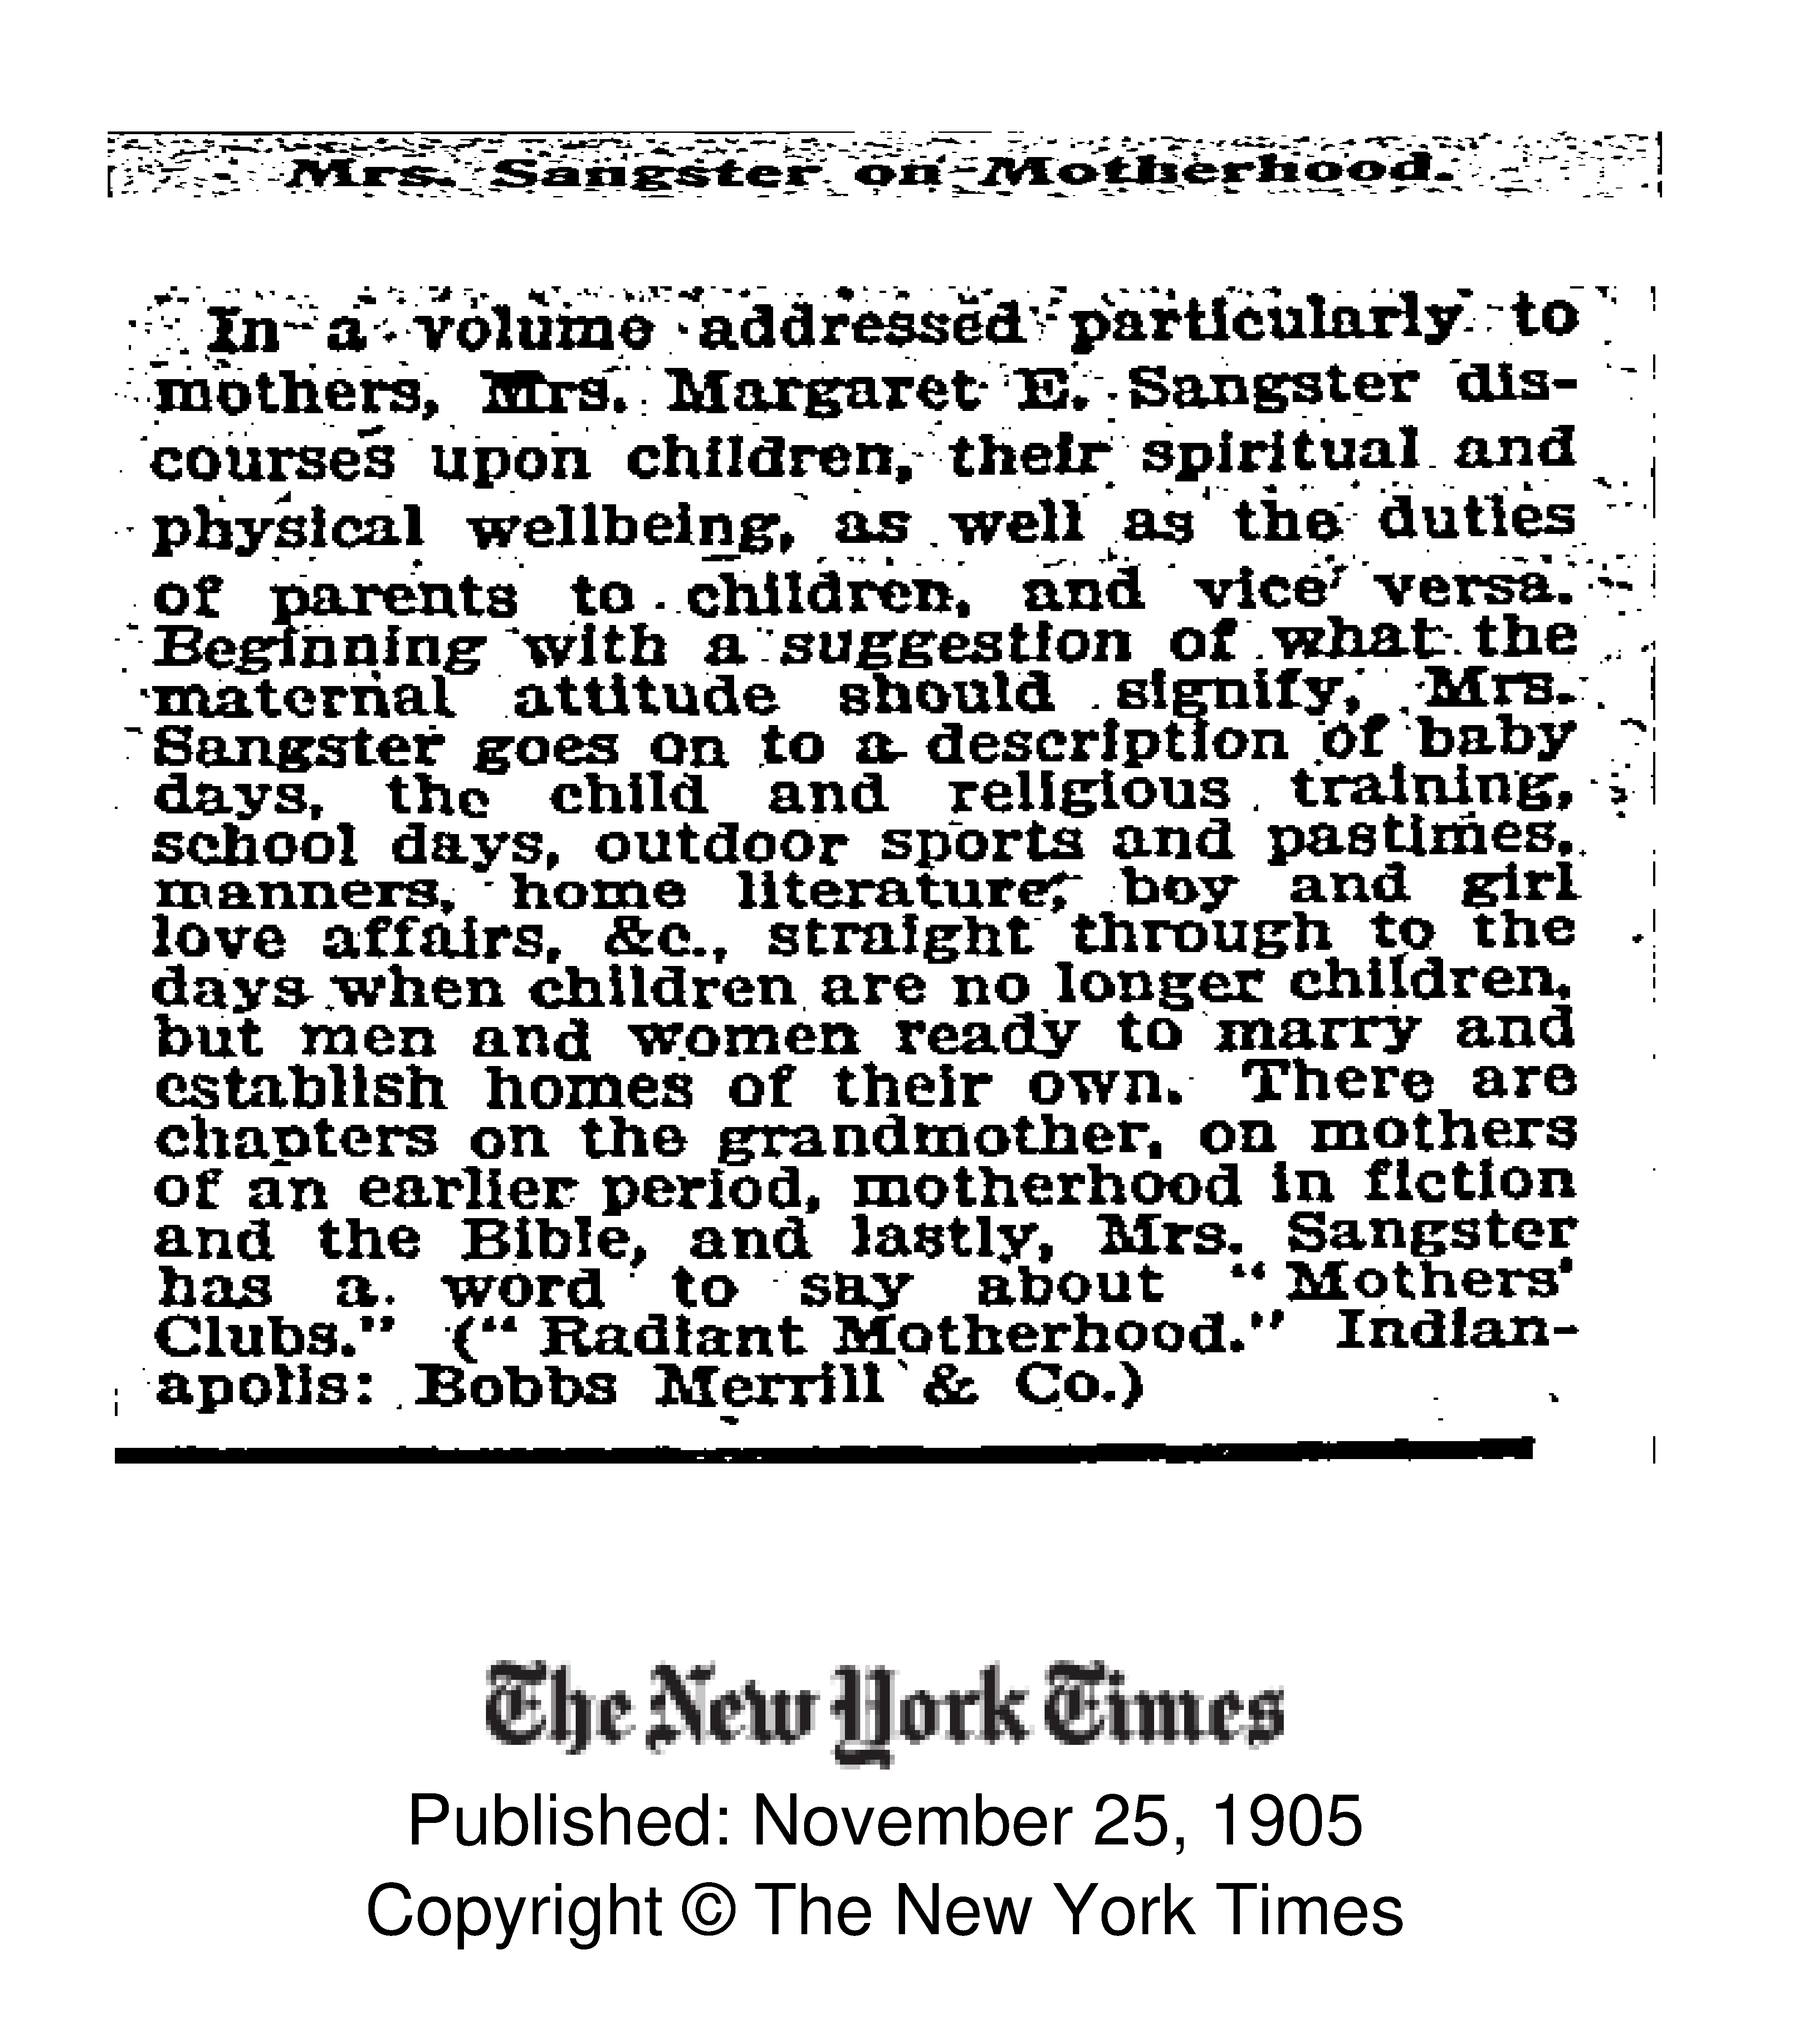 Mrs. Sangster on Motherhood.
In a volume addressed particularly to
mothers, Mrs. Margaret E. Sangster dis-
courses upon children, their spiritual and
physical wellbeing, as well as the duties
of parents to children, and vice versa.
Beginning with a suggestion of what the
maternal attitude should signify, Mrs.
Sangster goes on to a description of baby
days, the child and religious training,
school days, outdoor sports and pastimes,
manners, home literature, boy and girl
love affairs, &c., straight through to the
days when children are no longer children,
but men and women ready to marry and
establish homes of their own. There are
chapters on the grandmother, on mothers
of an earlier period, motherhood in fiction
and the Bible, and lastly, Mrs. Sangster
has a word to say about "Mothers'
Clubs." ("Radiant Motherhood." Indian-
apolis: Bobbs Merrill & Co.)
The New York Times
Published: November 25, 1905
Copyright © The New York Times